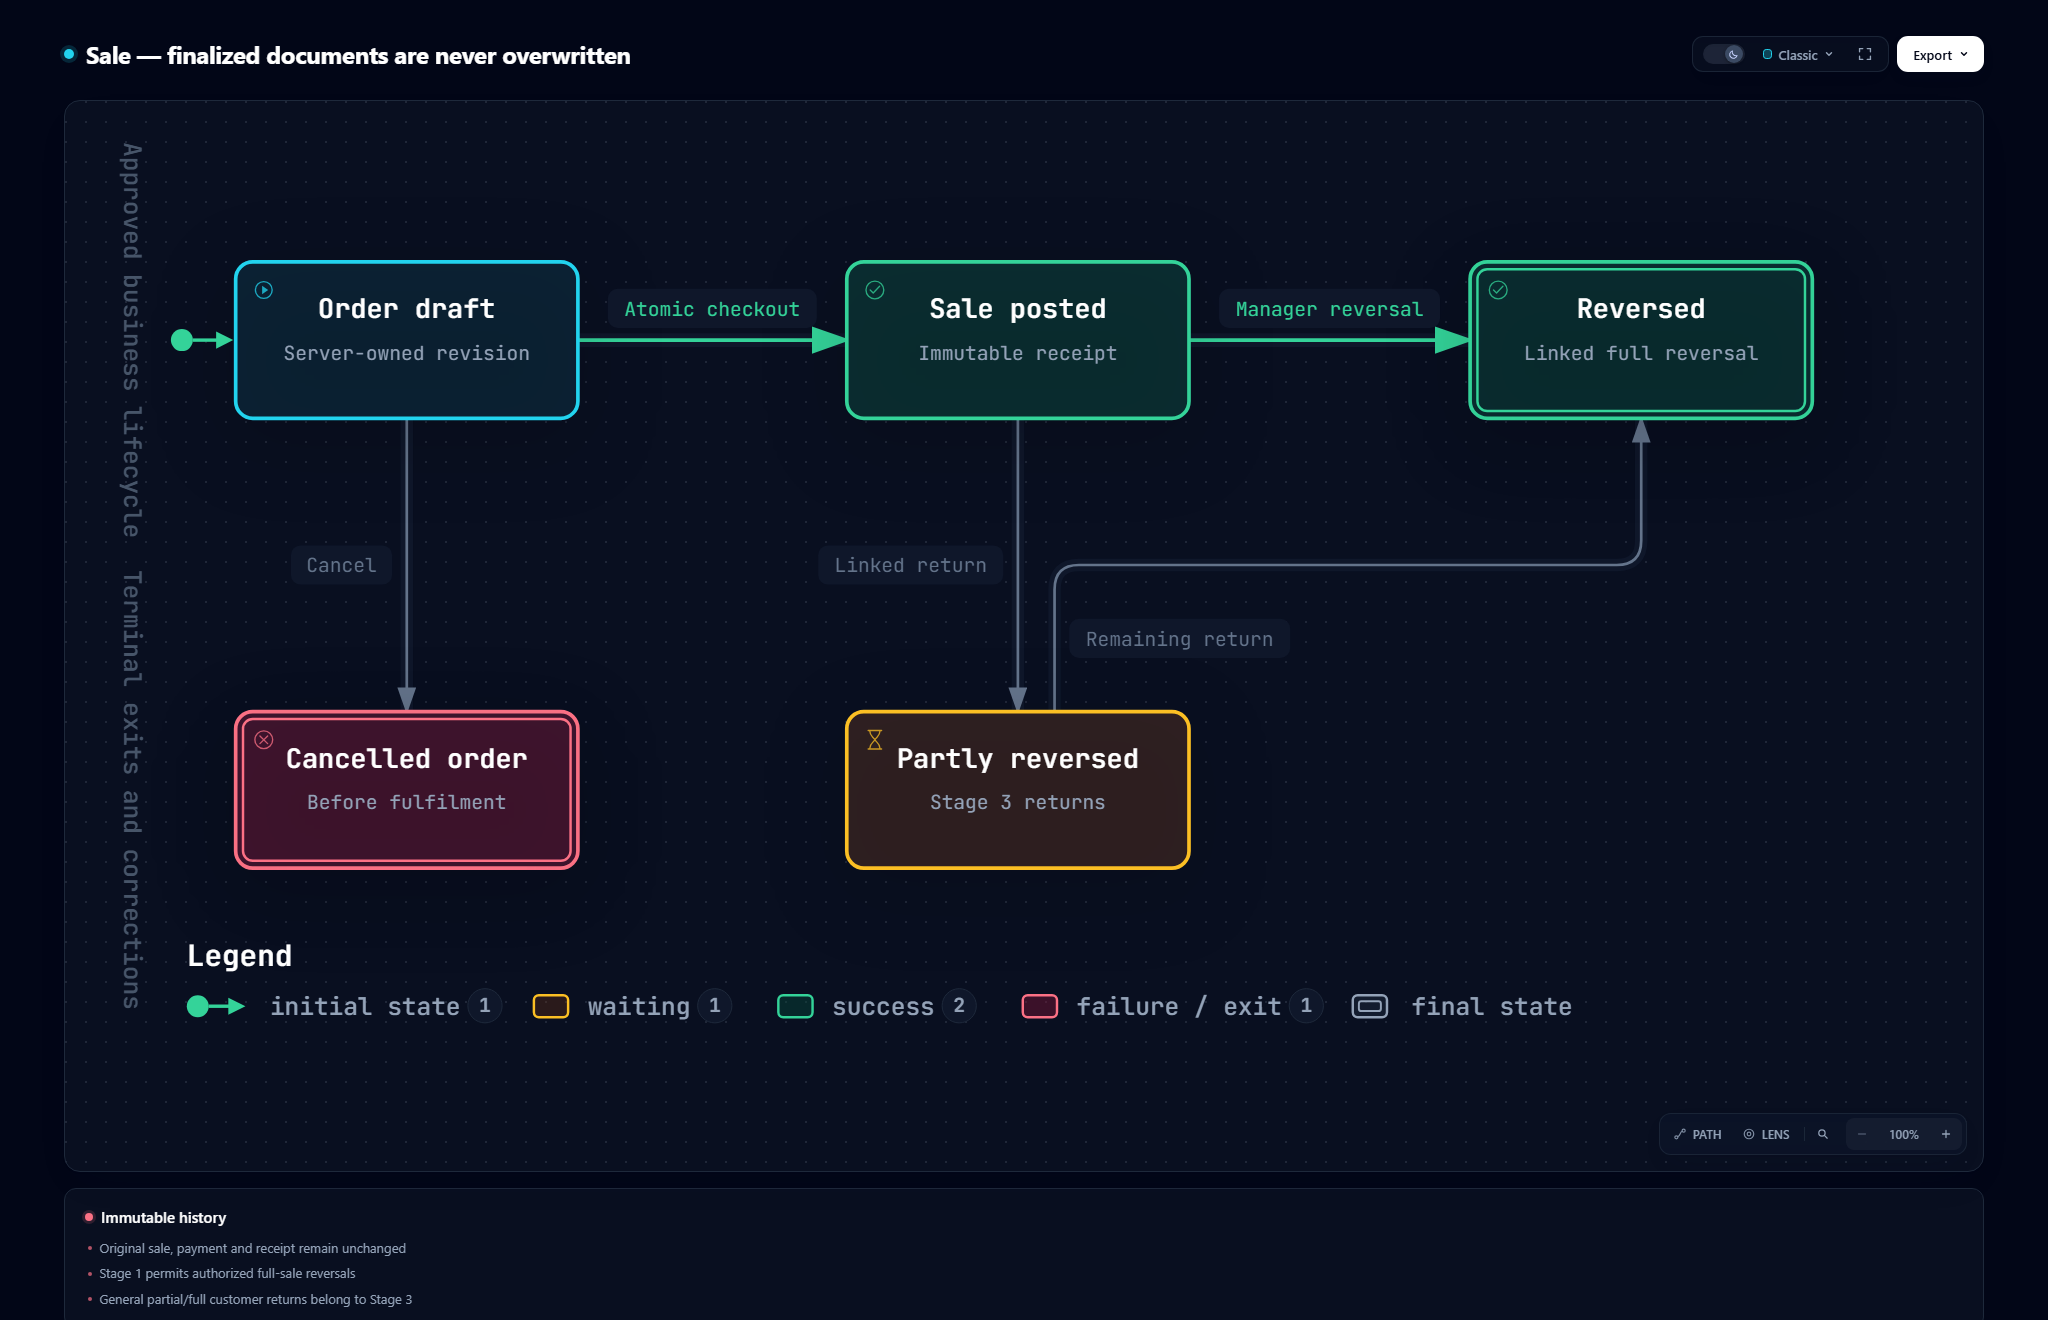 Sale — finalized documents are never overwritten
Classic
Export
Approved business lifecycle
Terminal exits and corrections
Order draft
Server-owned revision
Atomic checkout
Sale posted
Immutable receipt
Manager reversal
Reversed
Linked full reversal
Cancel
Linked return
Remaining return
Cancelled order
Before fulfilment
Partly reversed
Stage 3 returns
Legend
initial state 1
waiting 1
success 2
failure / exit 1
final state
PATH
LENS
100%
Immutable history
Original sale, payment and receipt remain unchanged
Stage 1 permits authorized full-sale reversals
General partial/full customer returns belong to Stage 3